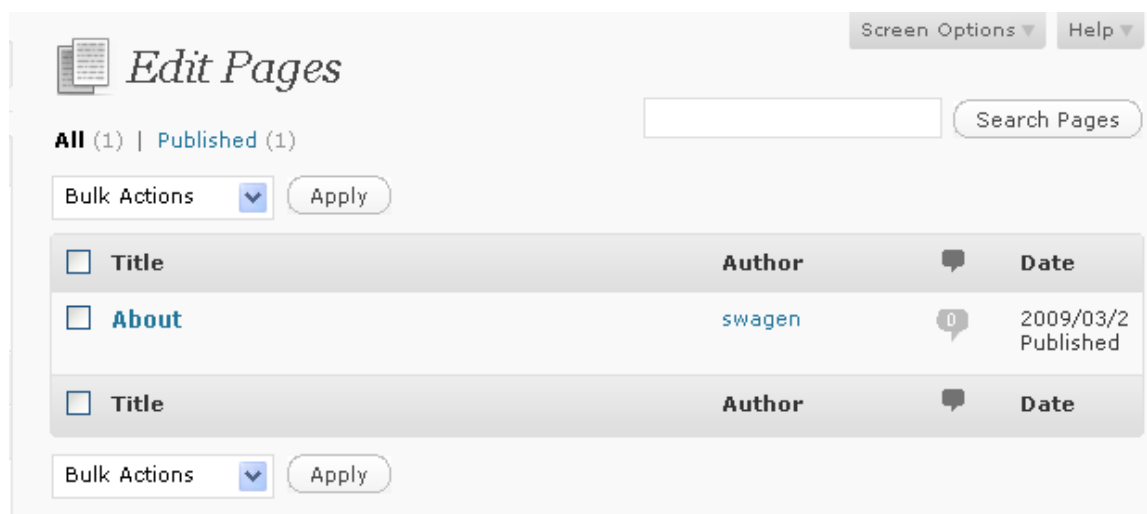 Screen Options Help
Edit Pages
Search Pages
All (1) | Published (1)
Bulk Actions Apply
Title Author Date
About swagen 0 2009/03/2
Published
Title Author Date
Bulk Actions Apply